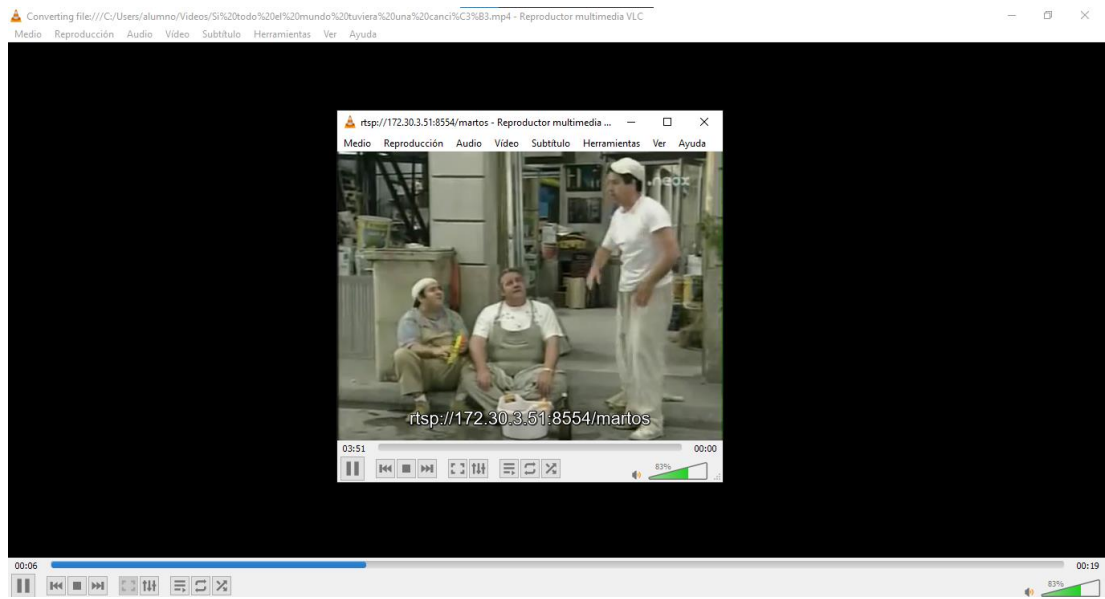 Converting file:///C:/Users/alumno/Videos/Si%20todo%20el%20mundo%20tuviera%20una%20canci%C3%B3.mp4 - Reproductor multimedia VLC
Medio Reproducción Audio Vídeo Subtítulo Herramientas Ver Ayuda
rtsp://172.30.3.51:8554/martos - Reproductor multimedia ...
Medio Reproducción Audio Vídeo Subtítulo Herramientas Ver Ayuda
neox
rtsp://172.30.3.51:8554/martos
03:51 00:00
83%
00:06 00:19
83%